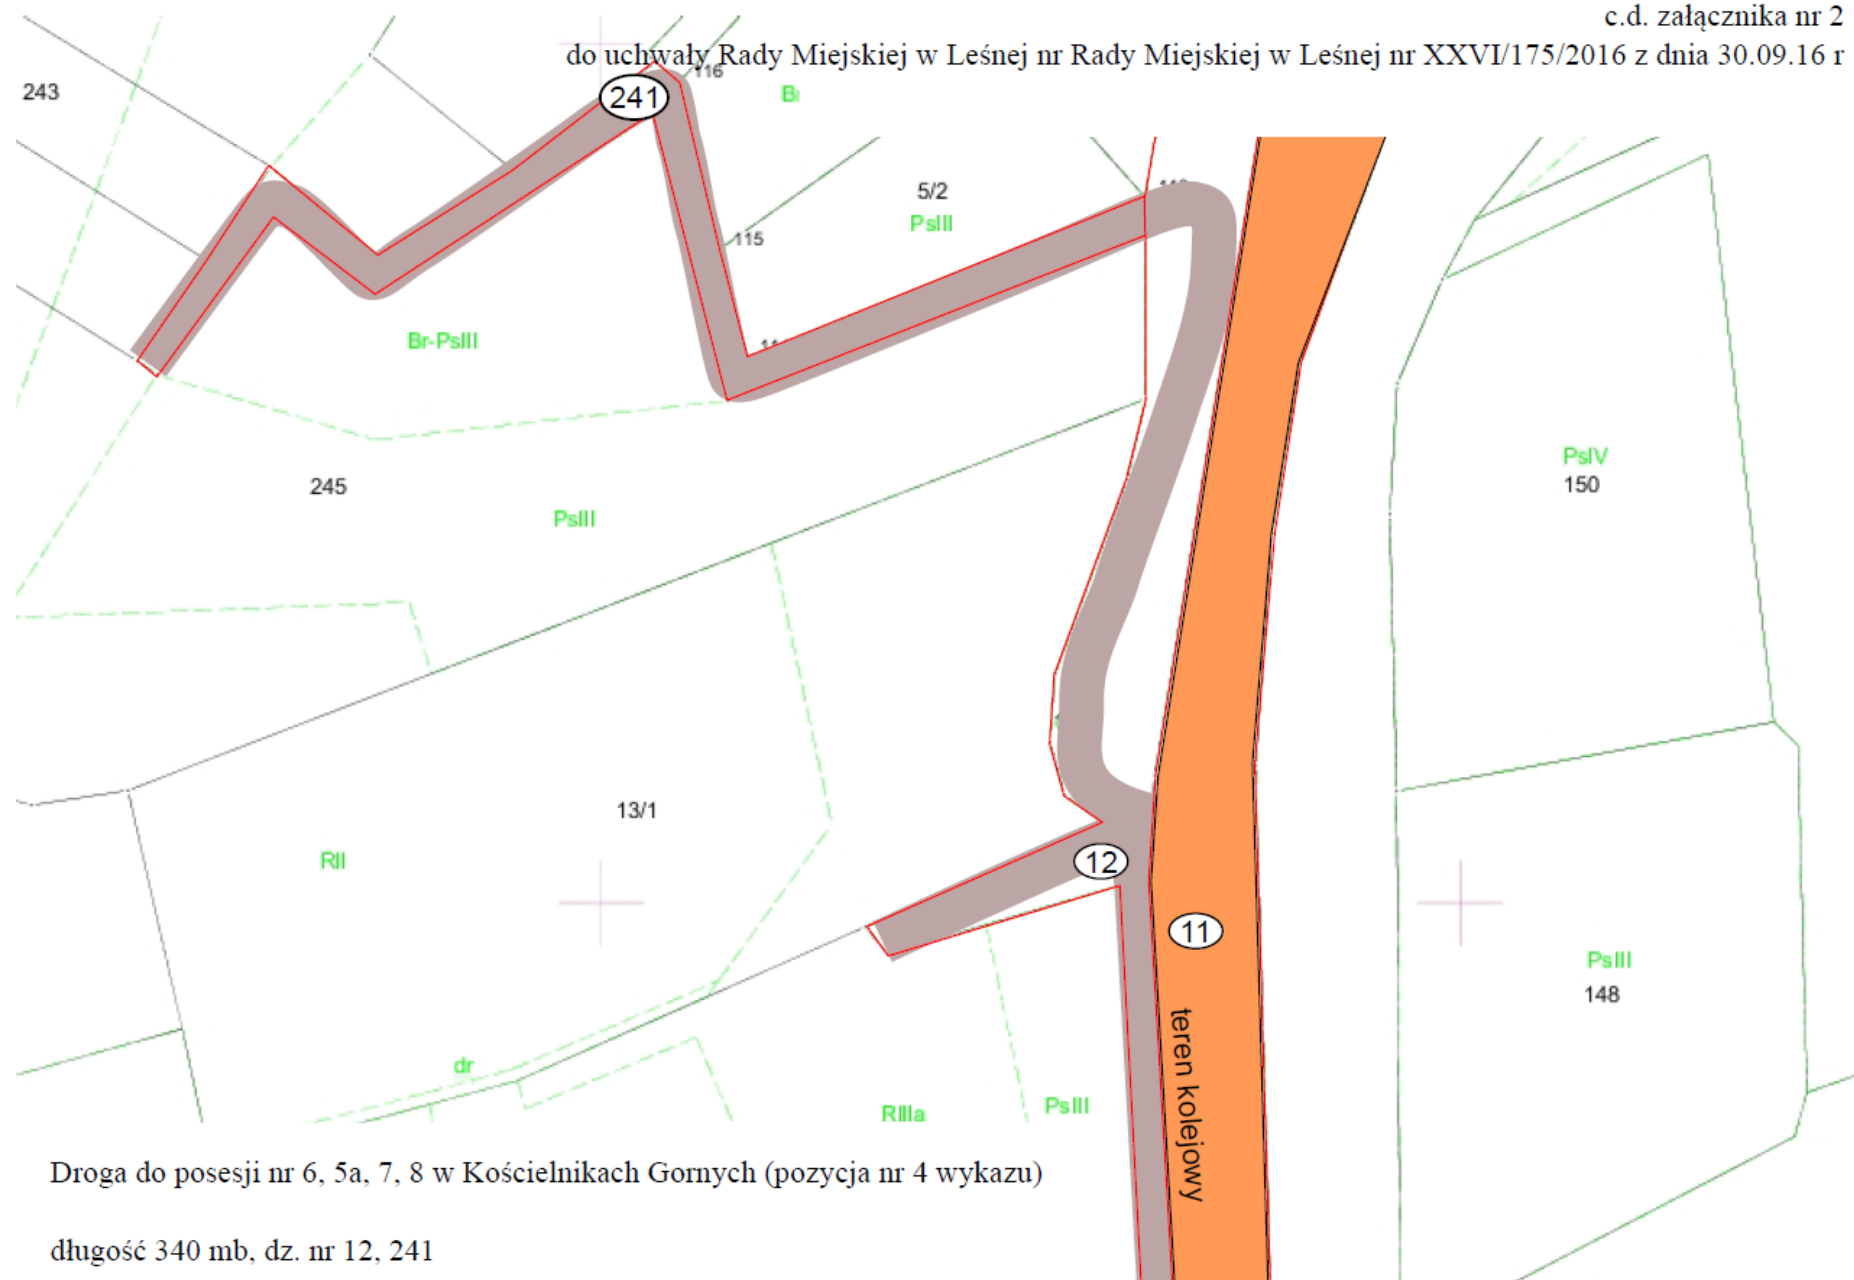 c.d. załącznika nr 2
do uchwały Rady Miejskiej w Leśnej nr Rady Miejskiej w Leśnej nr XXVI/175/2016 z dnia 30.09.16 r
243
241
116
115
5/2
PsIII
Br-PsIII
245
PsIII
PsIV
150
13/1
RII
12
11
teren kolejowy
PsIII
148
dr
RIIIa
PsIII
Droga do posesji nr 6, 5a, 7, 8 w Kościelnikach Gornych (pozycja nr 4 wykazu)
długość 340 mb, dz. nr 12, 241